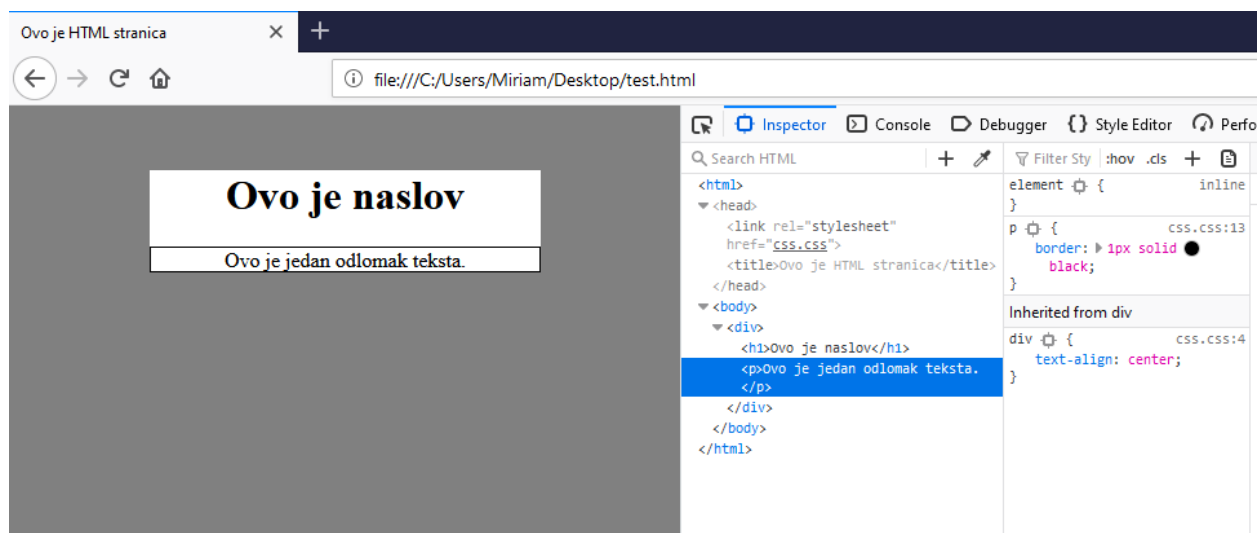 Ovo je HTML stranica
file:///C:/Users/Miriam/Desktop/test.html
Ovo je naslov
Ovo je jedan odlomak teksta.
Inspector Console Debugger {} Style Editor Perfo
Search HTML +
Filter Sty :hov .cls +
<html>
<head>
<link rel="stylesheet"
href="css.css">
<title>Ovo je HTML stranica</title>
</head>
<body>
<div>
<h1>Ovo je naslov</h1>
<p>Ovo je jedan odlomak teksta.
</p>
</div>
</body>
</html>
element { inline
}
p { css.css:13
border: 1px solid
black;
}
Inherited from div
div { css.css:4
text-align: center;
}